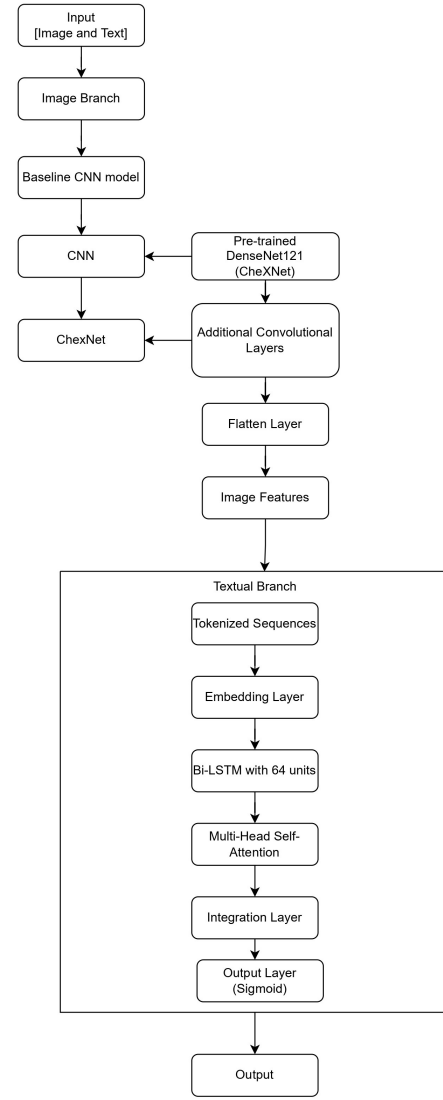 Input
[Image and Text]
Image Branch
Baseline CNN model
CNN
Pre-trained
DenseNet121
(CheXNet)
ChexNet
Additional Convolutional
Layers
Flatten Layer
Image Features
Textual Branch
Tokenized Sequences
Embedding Layer
Bi-LSTM with 64 units
Multi-Head Self-
Attention
Integration Layer
Output Layer
(Sigmoid)
Output